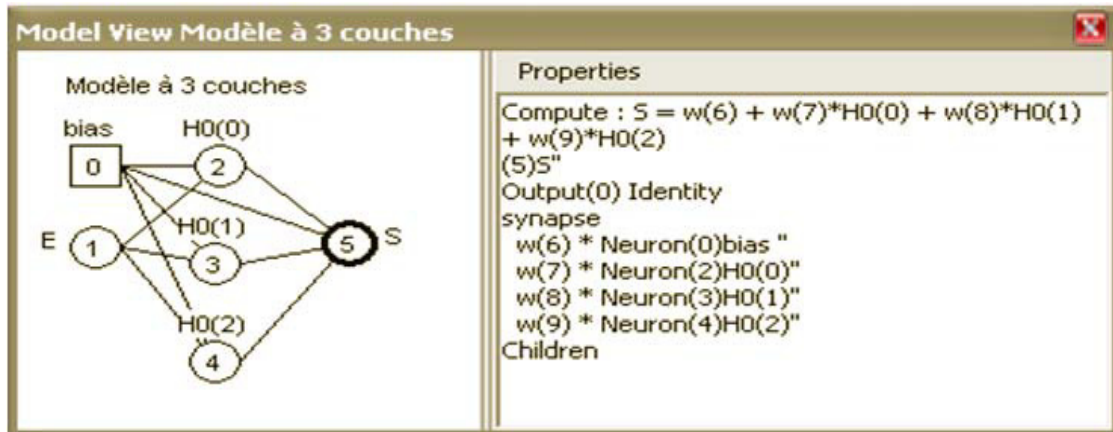 Model View Modèle à 3 couches
Modèle à 3 couches
bias H0(0)
0
2
H0(1)
E
1
3
5
S
H0(2)
4
Properties
Compute : S = w(6) + w(7)*H0(0) + w(8)*H0(1)
+ w(9)*H0(2)
(5)S"
Output(0) Identity
synapse
w(6) * Neuron(0)bias "
w(7) * Neuron(2)H0(0)"
w(8) * Neuron(3)H0(1)"
w(9) * Neuron(4)H0(2)"
Children